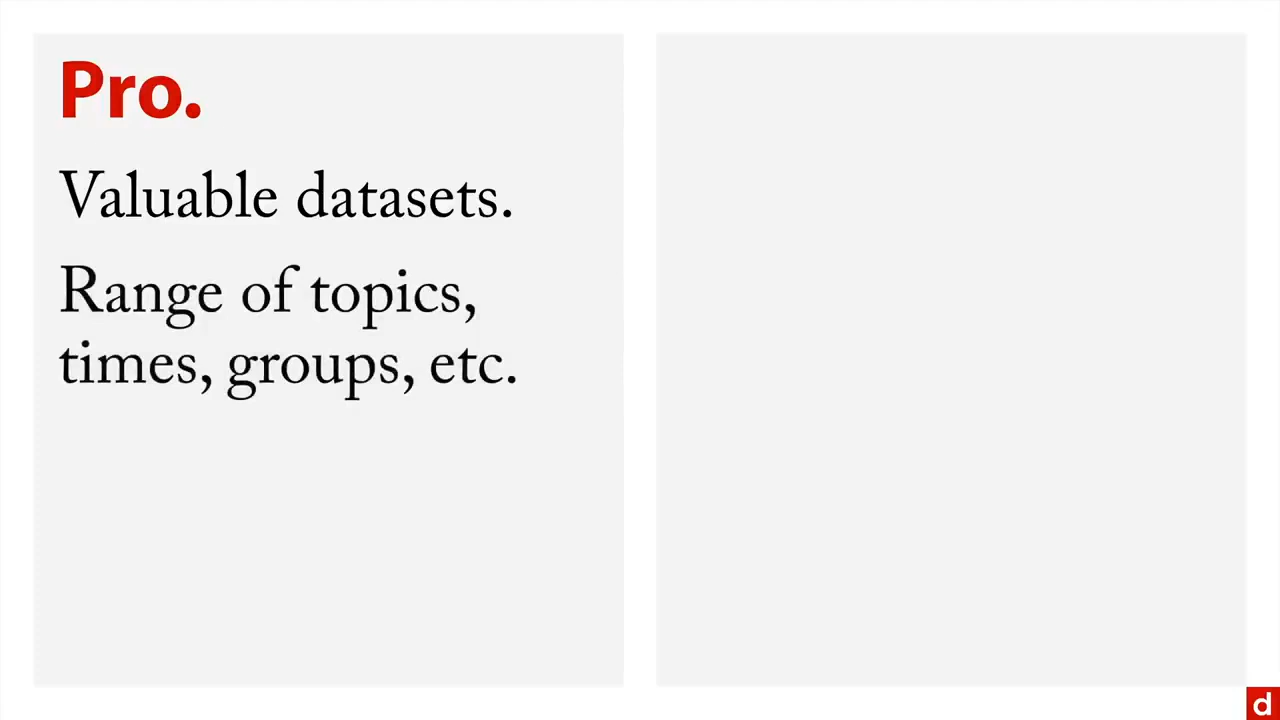 Pro.
Valuable datasets.
Range of topics,
times, groups, etc.
d